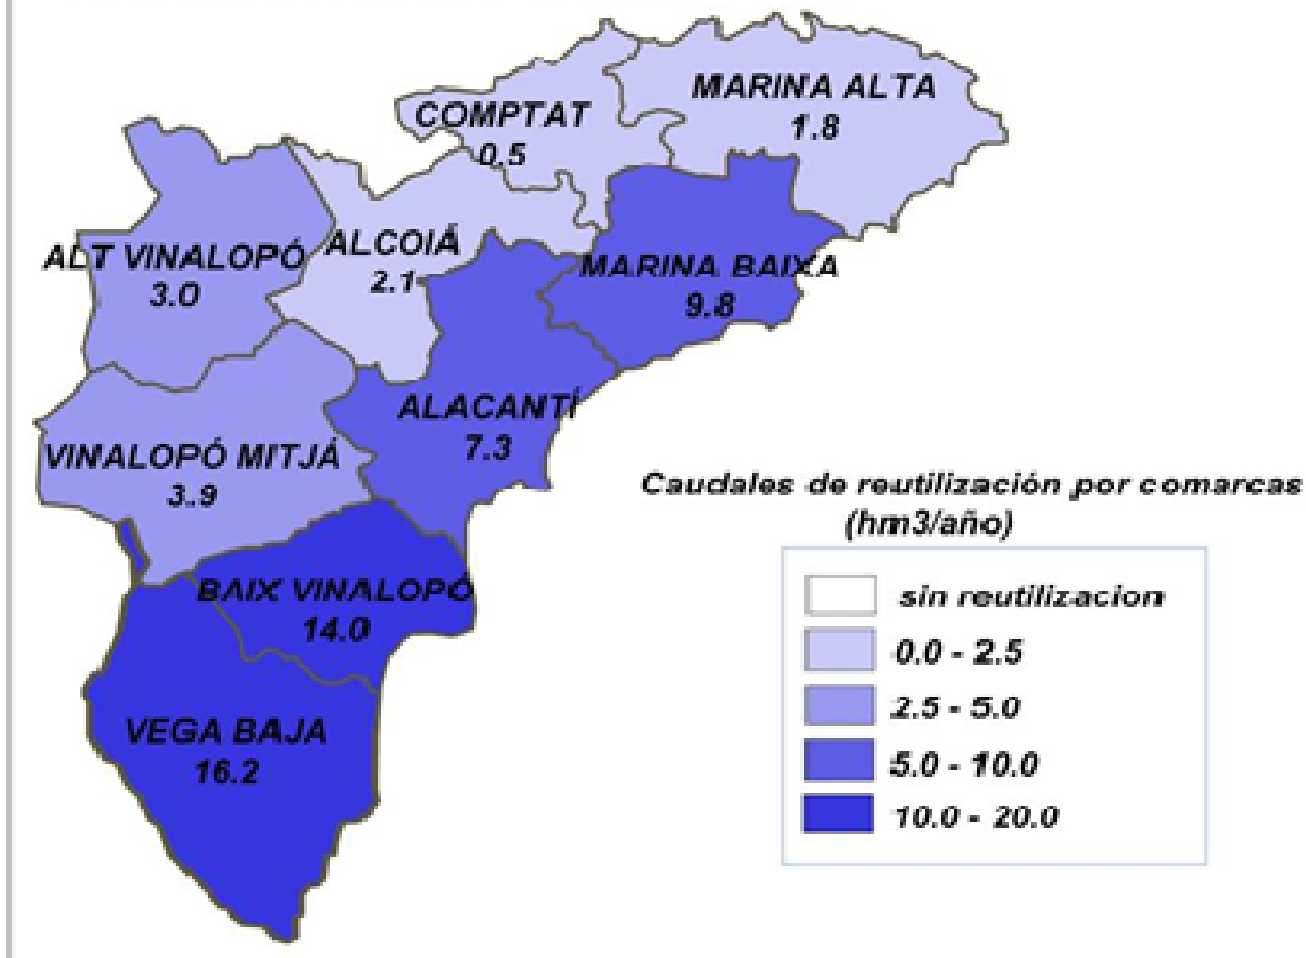 MARINA ALTA
1.8
COMPTAT
0.5
ALT VINALOPÓ
3.0
ALCOIÁ
2.1
MARINA BAIXA
9.8
ALACANTÍ
7.3
VINALOPÓ MITJÁ
3.9
BAIX VINALOPÓ
14.0
VEGA BAJA
16.2
Caudales de reutilización por comarcas
(hm3/año)
sin reutilizacion
0.0 - 2.5
2.5 - 5.0
5.0 - 10.0
10.0 - 20.0